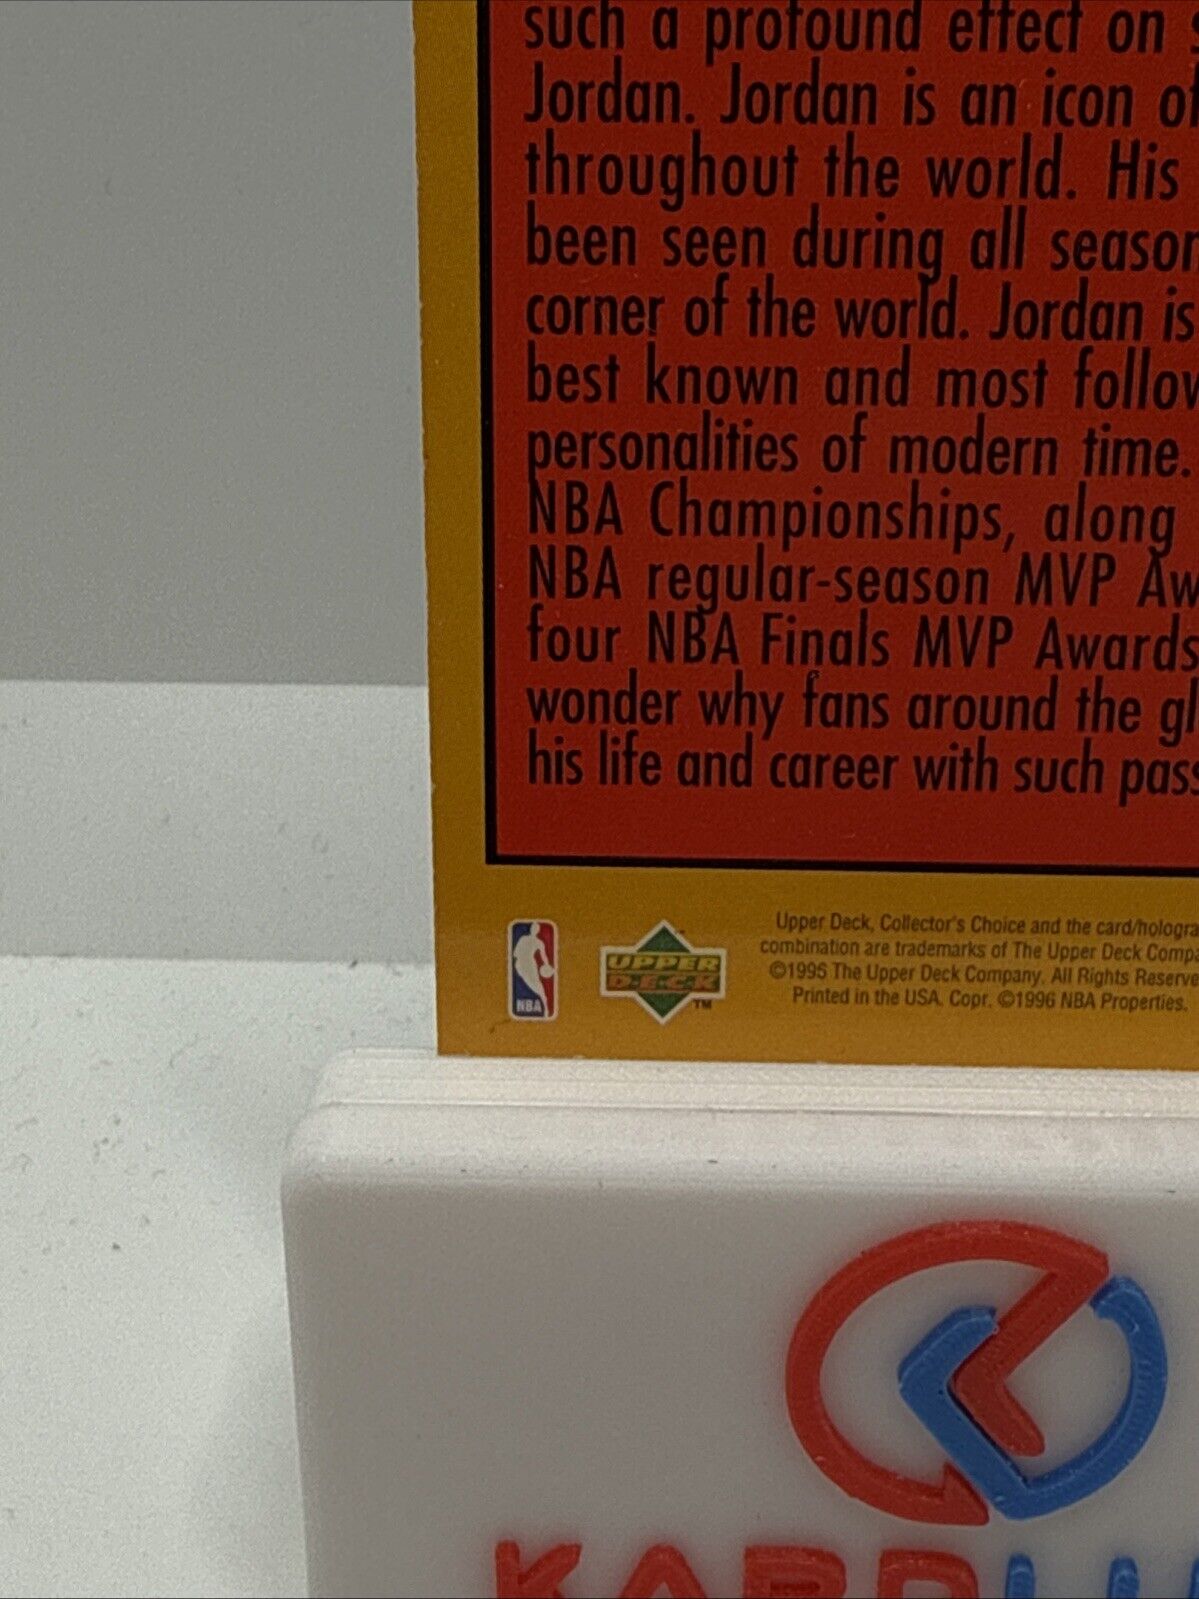 such a profound effect on
Jordan. Jordan is an icon of
throughout the world. His
been seen during all season
corner of the world. Jordan is
best known and most follow
personalities of modern time.
NBA Championships, along
NBA regular-season MVP Aw
four NBA Finals MVP Awards
wonder why fans around the gl
his life and career with such pass
Upper Deck, Collector's Choice and the card/hologra
combination are trademarks of The Upper Deck Compa
©1995 The Upper Deck Company. All Rights Reserve
Printed in the USA. Copr. ©1996 NBA Properties.
NBA
UPPER
D·E·C·K
TM